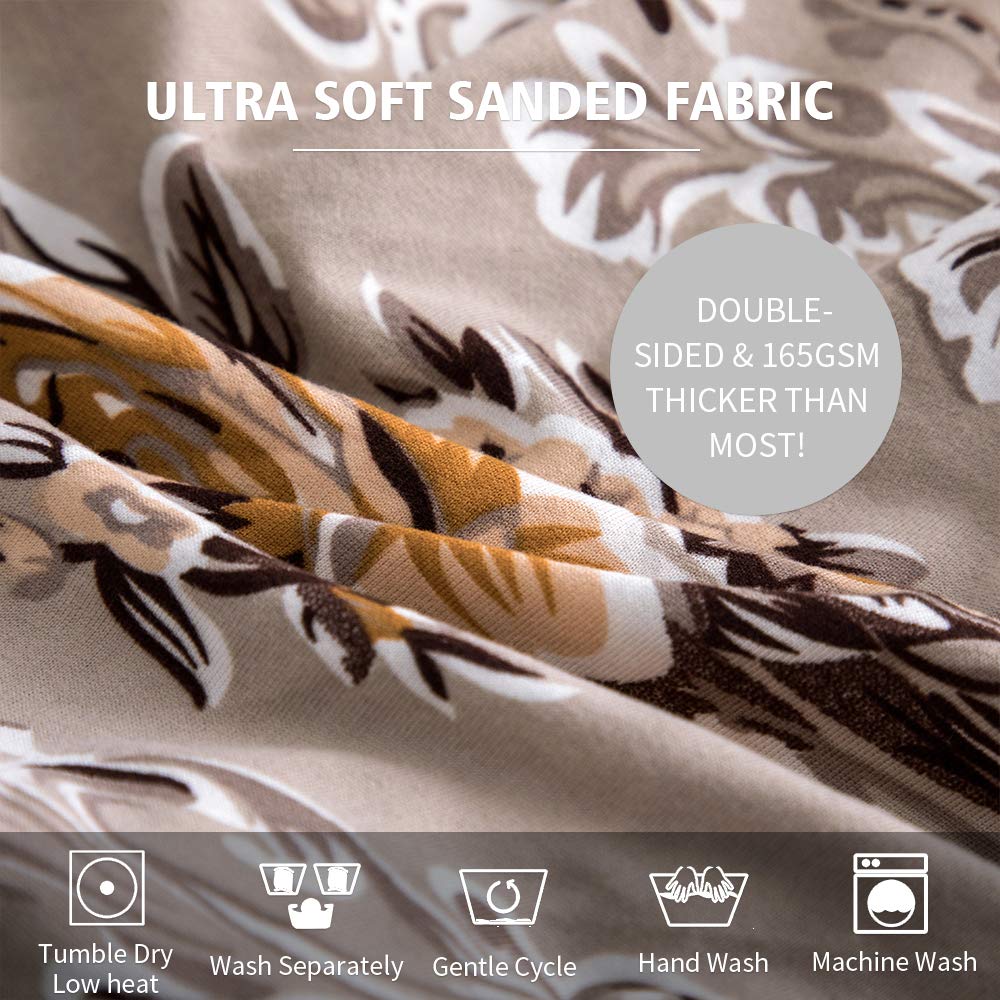 ULTRA SOFT SANDED FABRIC
DOUBLE-
SIDED & 165GSM
THICKER THAN
MOST!
Tumble Dry
Low heat
Wash Separately
Gentle Cycle
Hand Wash
Machine Wash